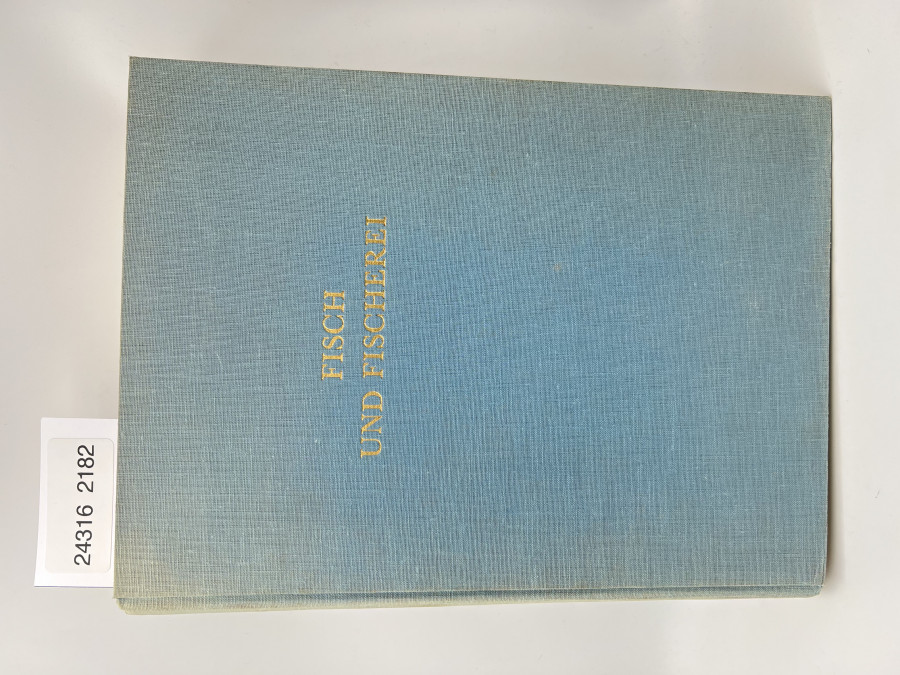 24316 2182
FISCH
UND FISCHEREI